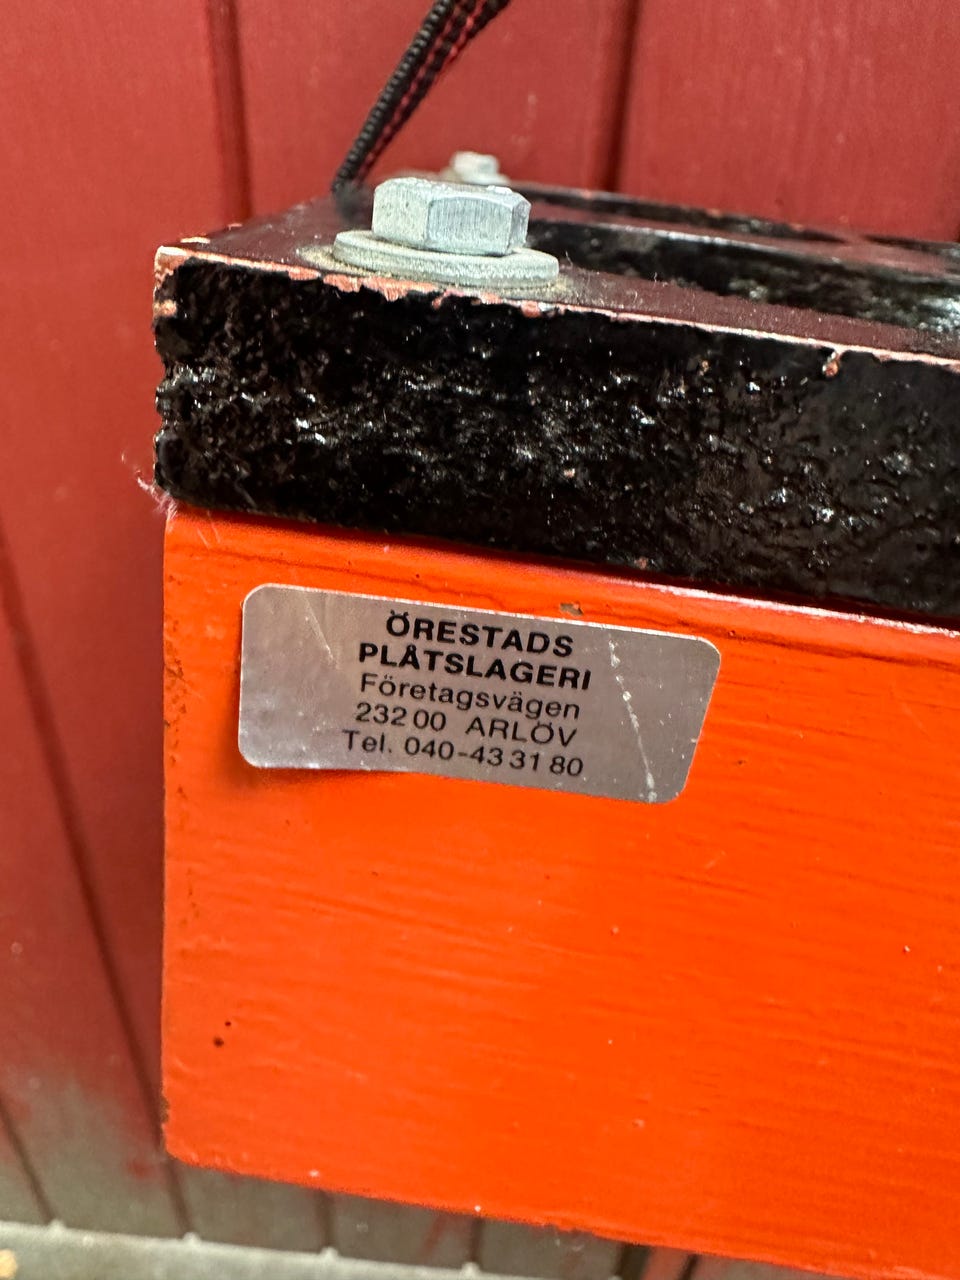 ÖRESTADS
PLÅTSLAGERI
Företagsvägen
232 00 ARLÖV
Tel. 040-43 31 80